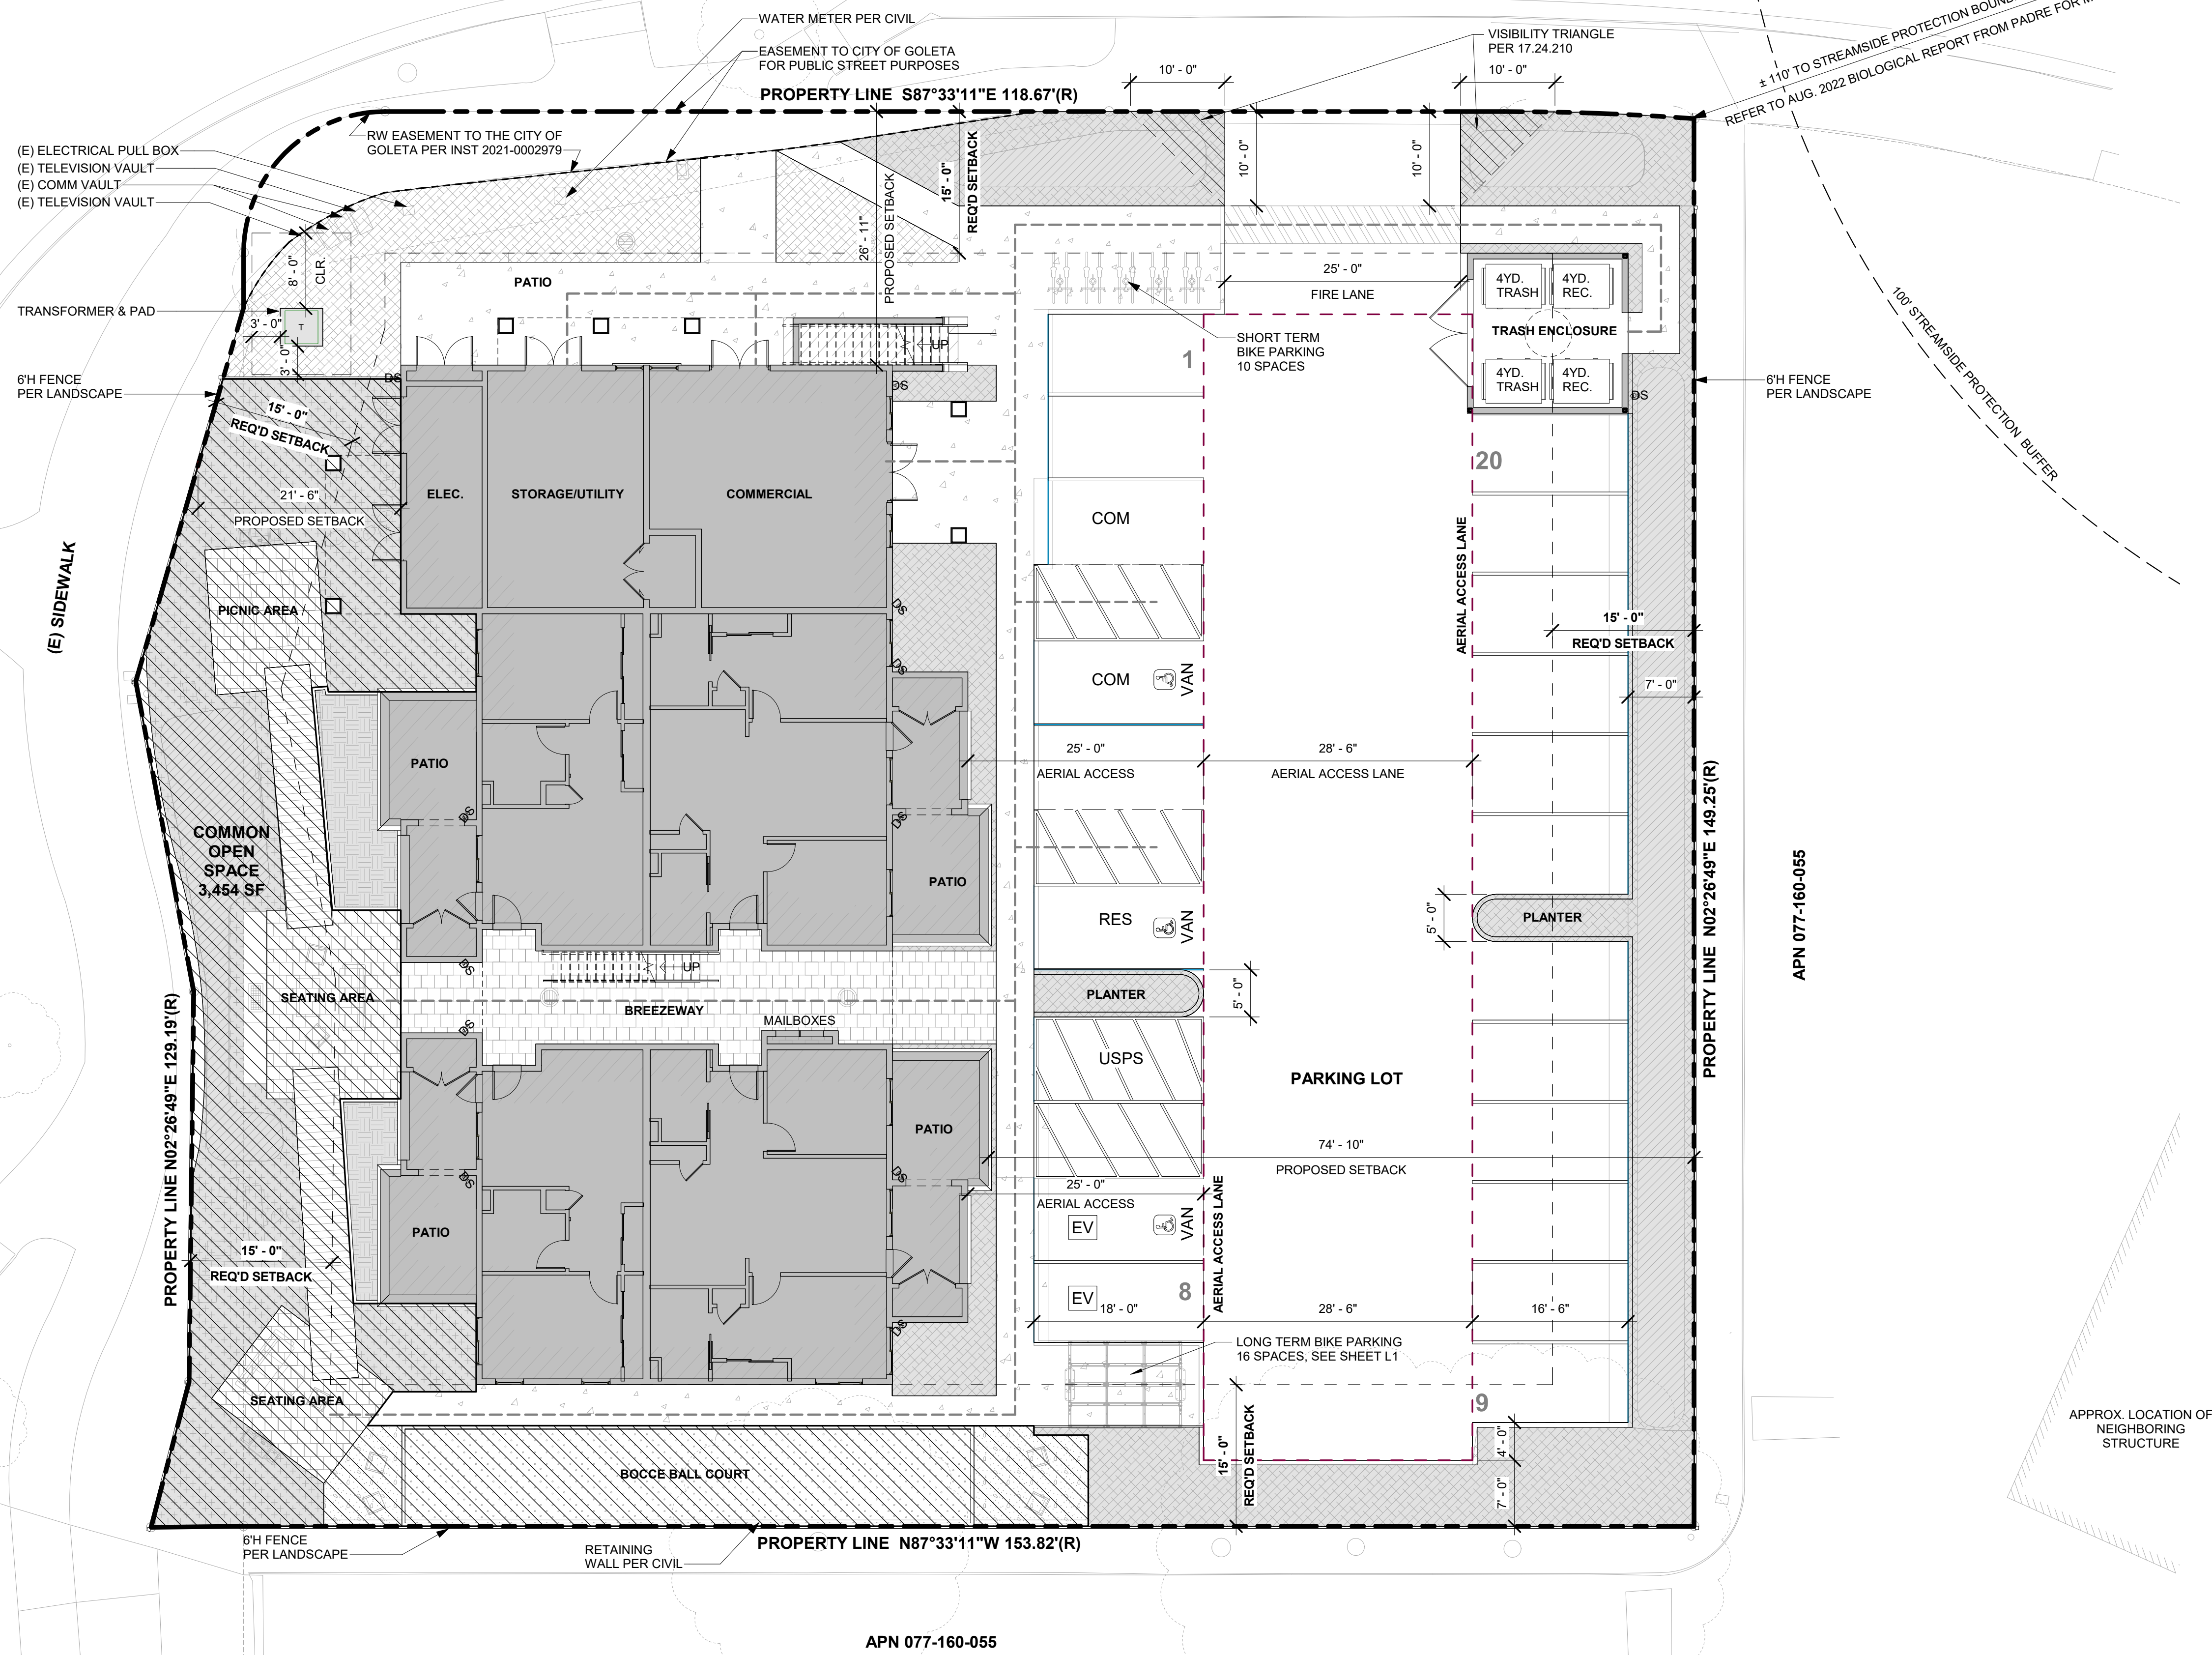 WATER METER PER CIVIL
EASEMENT TO CITY OF GOLETA
FOR PUBLIC STREET PURPOSES
PROPERTY LINE  S87°33'11"E 118.67'(R)
VISIBILITY TRIANGLE
PER 17.24.210
10' - 0"
10' - 0"
± 110' TO STREAMSIDE PROTECTION
REFER TO AUG. 2022 BIOLOGICAL REPORT FROM PADRE FOR
RW EASEMENT TO THE CITY OF
GOLETA PER INST 2021-0002979
(E) ELECTRICAL PULL BOX
(E) TELEVISION VAULT
(E) COMM VAULT
(E) TELEVISION VAULT
15' - 0"
REQ'D SETBACK
10' - 0"
10' - 0"
26' - 11"
PROPOSED SETBACK
8' - 0"
CLR.
PATIO
TRANSFORMER & PAD
T
3' - 0"
3' - 0"
25' - 0"
FIRE LANE
4YD.
TRASH
4YD.
REC.
TRASH ENCLOSURE
4YD.
TRASH
4YD.
REC.
SHORT TERM
BIKE PARKING
10 SPACES
1
UP
DS
DS
DS
6'H FENCE
PER LANDSCAPE
6'H FENCE
PER LANDSCAPE
100' STREAMSIDE PROTECTION BUFFER
15' - 0"
REQ'D SETBACK
20
21' - 6"
PROPOSED SETBACK
ELEC.
STORAGE/UTILITY
COMMERCIAL
COM
AERIAL ACCESS LANE
(E) SIDEWALK
PICNIC AREA
DS
15' - 0"
REQ'D SETBACK
DS
COM
VAN
7' - 0"
25' - 0"
AERIAL ACCESS
28' - 6"
AERIAL ACCESS LANE
PATIO
DS
DS
COMMON
OPEN
SPACE
3,454 SF
PATIO
PROPERTY LINE  N02°26'49"E 149.25'(R)
APN 077-160-055
RES
VAN
5' - 0"
PLANTER
DS
UP
SEATING AREA
BREEZEWAY
PLANTER
5' - 0"
DS
MAILBOXES
PROPERTY LINE N02°26'49"E 129.19'(R)
USPS
PARKING LOT
PATIO
74' - 10"
PROPOSED SETBACK
DS
DS
25' - 0"
AERIAL ACCESS
PATIO
EV
VAN
AERIAL ACCESS LANE
15' - 0"
REQ'D SETBACK
EV
8
18' - 0"
28' - 6"
16' - 6"
DS
LONG TERM BIKE PARKING
16 SPACES, SEE SHEET L1
SEATING AREA
9
15' - 0"
REQ'D SETBACK
4' - 0"
7' - 0"
APPROX. LOCATION OF
NEIGHBORING
STRUCTURE
BOCCE BALL COURT
6'H FENCE
PER LANDSCAPE
RETAINING
WALL PER CIVIL
PROPERTY LINE  N87°33'11"W 153.82'(R)
APN 077-160-055